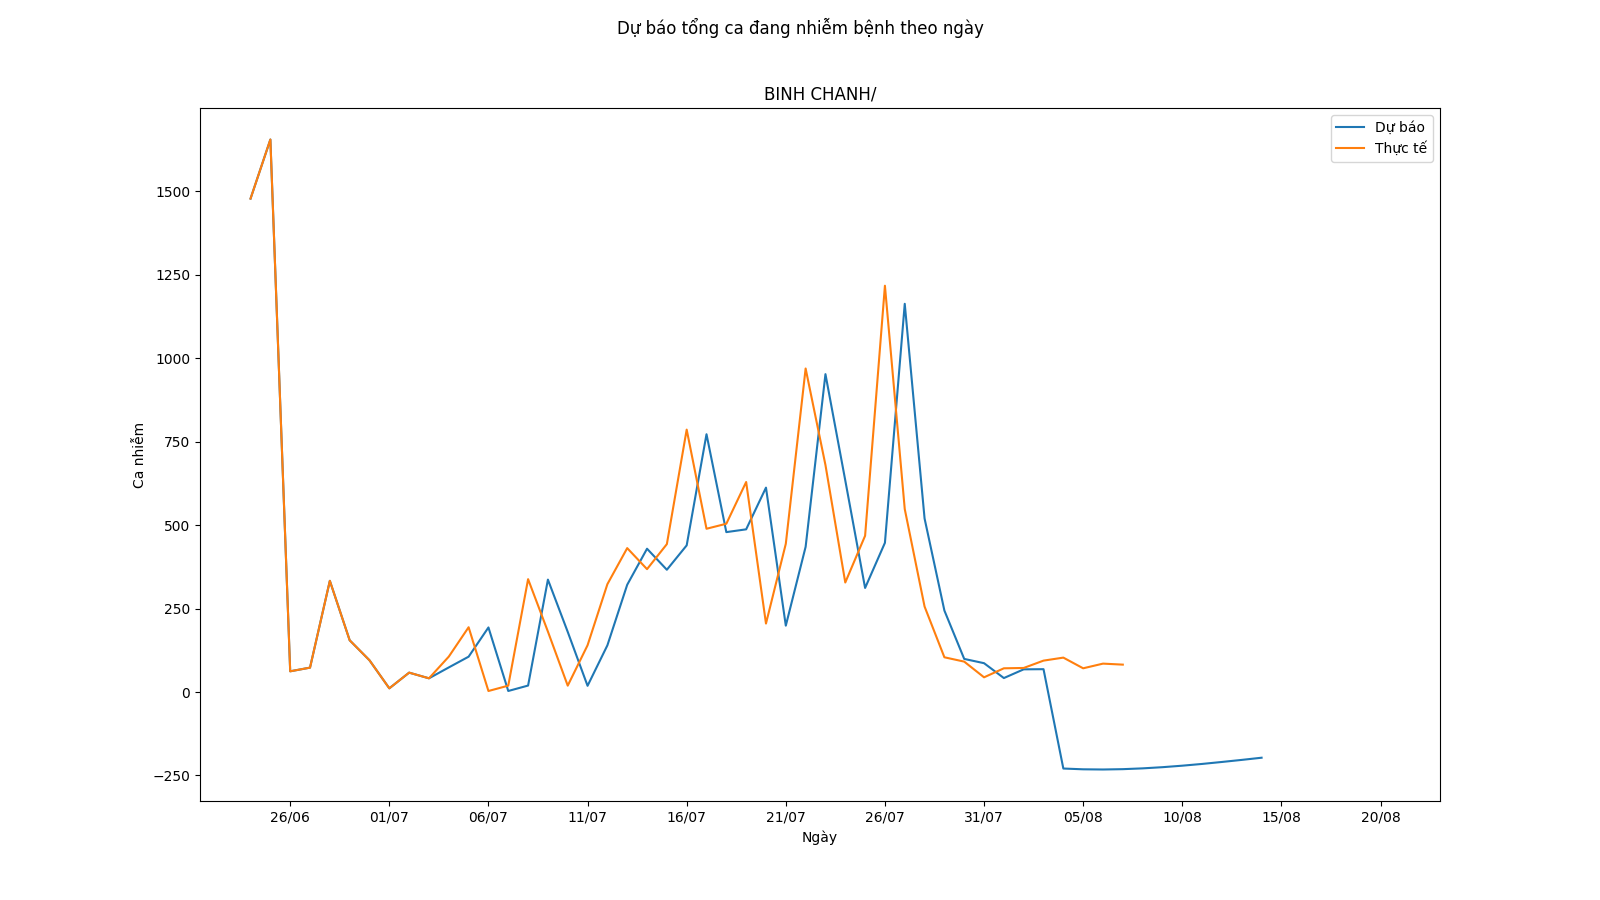 Dự báo tổng ca đang nhiễm bệnh theo ngày
BINH CHANH/
Dự báo
Thực tế
Ca nhiễm
1500
1250
1000
750
500
250
0
−250
26/06 01/07 06/07 11/07 16/07 21/07 26/07 31/07 05/08 10/08 15/08 20/08
Ngày